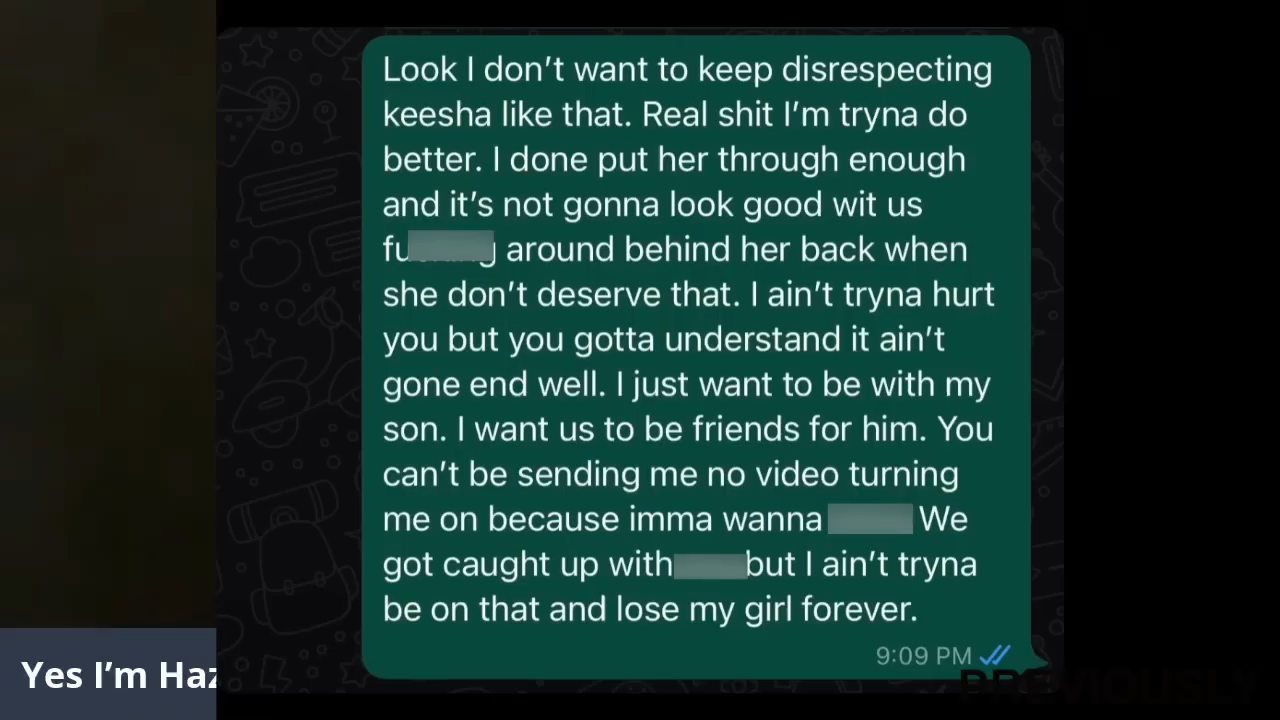 Look I don’t want to keep disrespecting
keesha like that. Real shit I’m tryna do
better. I done put her through enough
and it’s not gonna look good wit us
around behind her back when
she don’t deserve that. I ain’t tryna hurt
you but you gotta understand it ain’t
gone end well. I just want to be with my
son. I want us to be friends for him. You
can’t be sending me no video turning
me on because imma wanna We
got caught up with but I ain’t tryna
be on that and lose my girl forever.
9:09 PM
Yes I’m Haz
PREVIOUSLY